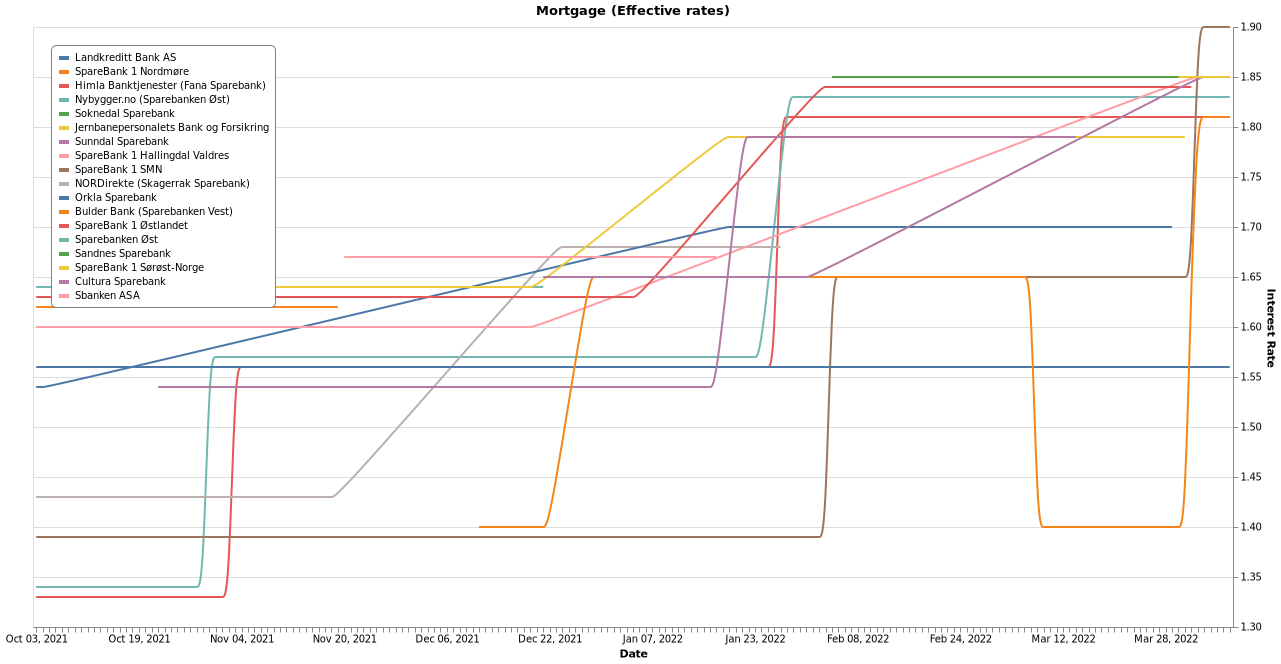 Mortgage (Effective rates)
Landkreditt Bank AS
SpareBank 1 Nordmøre
Himla Banktjenester (Fana Sparebank)
Nybygger.no (Sparebanken Øst)
Soknedal Sparebank
Jernbanepersonalets Bank og Forsikring
Sunndal Sparebank
SpareBank 1 Hallingdal Valdres
SpareBank 1 SMN
NORDirekte (Skagerrak Sparebank)
Orkla Sparebank
Bulder Bank (Sparebanken Vest)
SpareBank 1 Østlandet
Sparebanken Øst
Sandnes Sparebank
SpareBank 1 Sørøst-Norge
Cultura Sparebank
Sbanken ASA
1.90
1.85
1.80
1.75
1.70
1.65
1.60
1.55
1.50
1.45
1.40
1.35
1.30
Interest Rate
Oct 03, 2021 Oct 19, 2021 Nov 04, 2021 Nov 20, 2021 Dec 06, 2021 Dec 22, 2021 Jan 07, 2022 Jan 23, 2022 Feb 08, 2022 Feb 24, 2022 Mar 12, 2022 Mar 28, 2022
Date